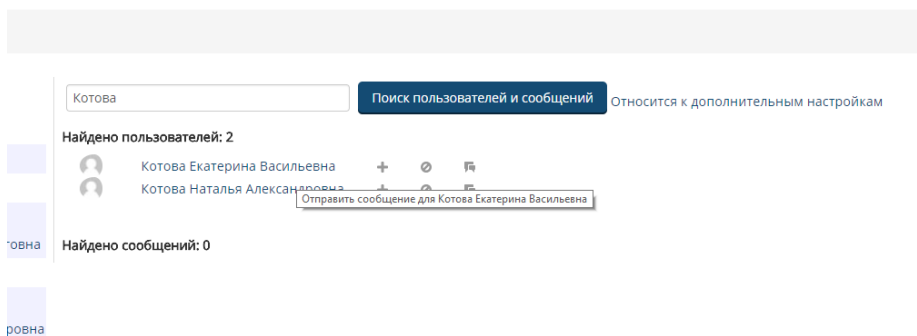 Котова
Поиск пользователей и сообщений
Относится к дополнительным настройкам
Найдено пользователей: 2
Котова Екатерина Васильевна
Котова Наталья Александровна
Отправить сообщение для Котова Екатерина Васильевна
товна
Найдено сообщений: 0
ровна